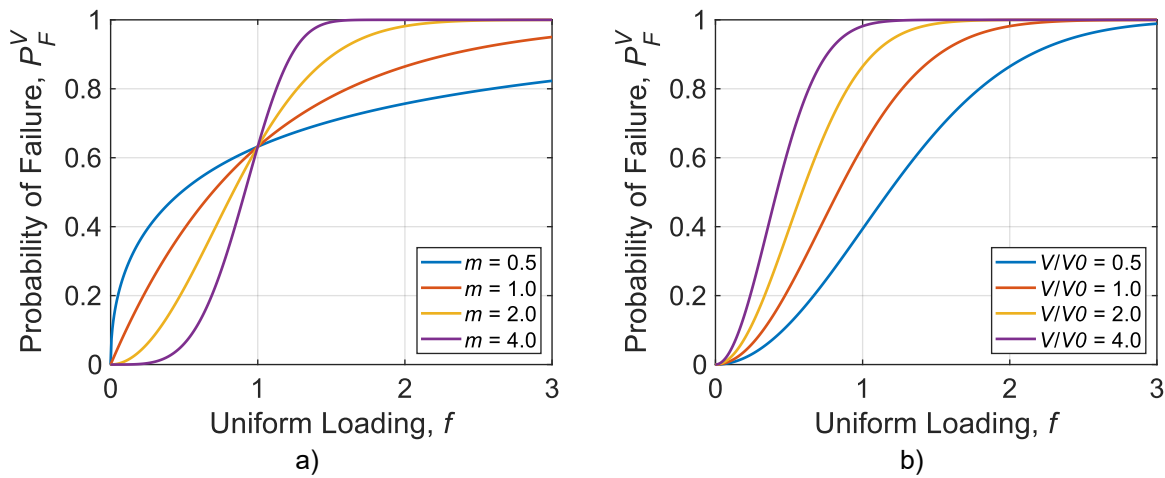 Probability of Failure, P_F^V
1
0.8
0.6
0.4
0.2
0
0
1
2
3
m = 0.5
m = 1.0
m = 2.0
m = 4.0
Uniform Loading, f
a)
Probability of Failure, P_F^V
1
0.8
0.6
0.4
0.2
0
0
1
2
3
V/V0 = 0.5
V/V0 = 1.0
V/V0 = 2.0
V/V0 = 4.0
Uniform Loading, f
b)